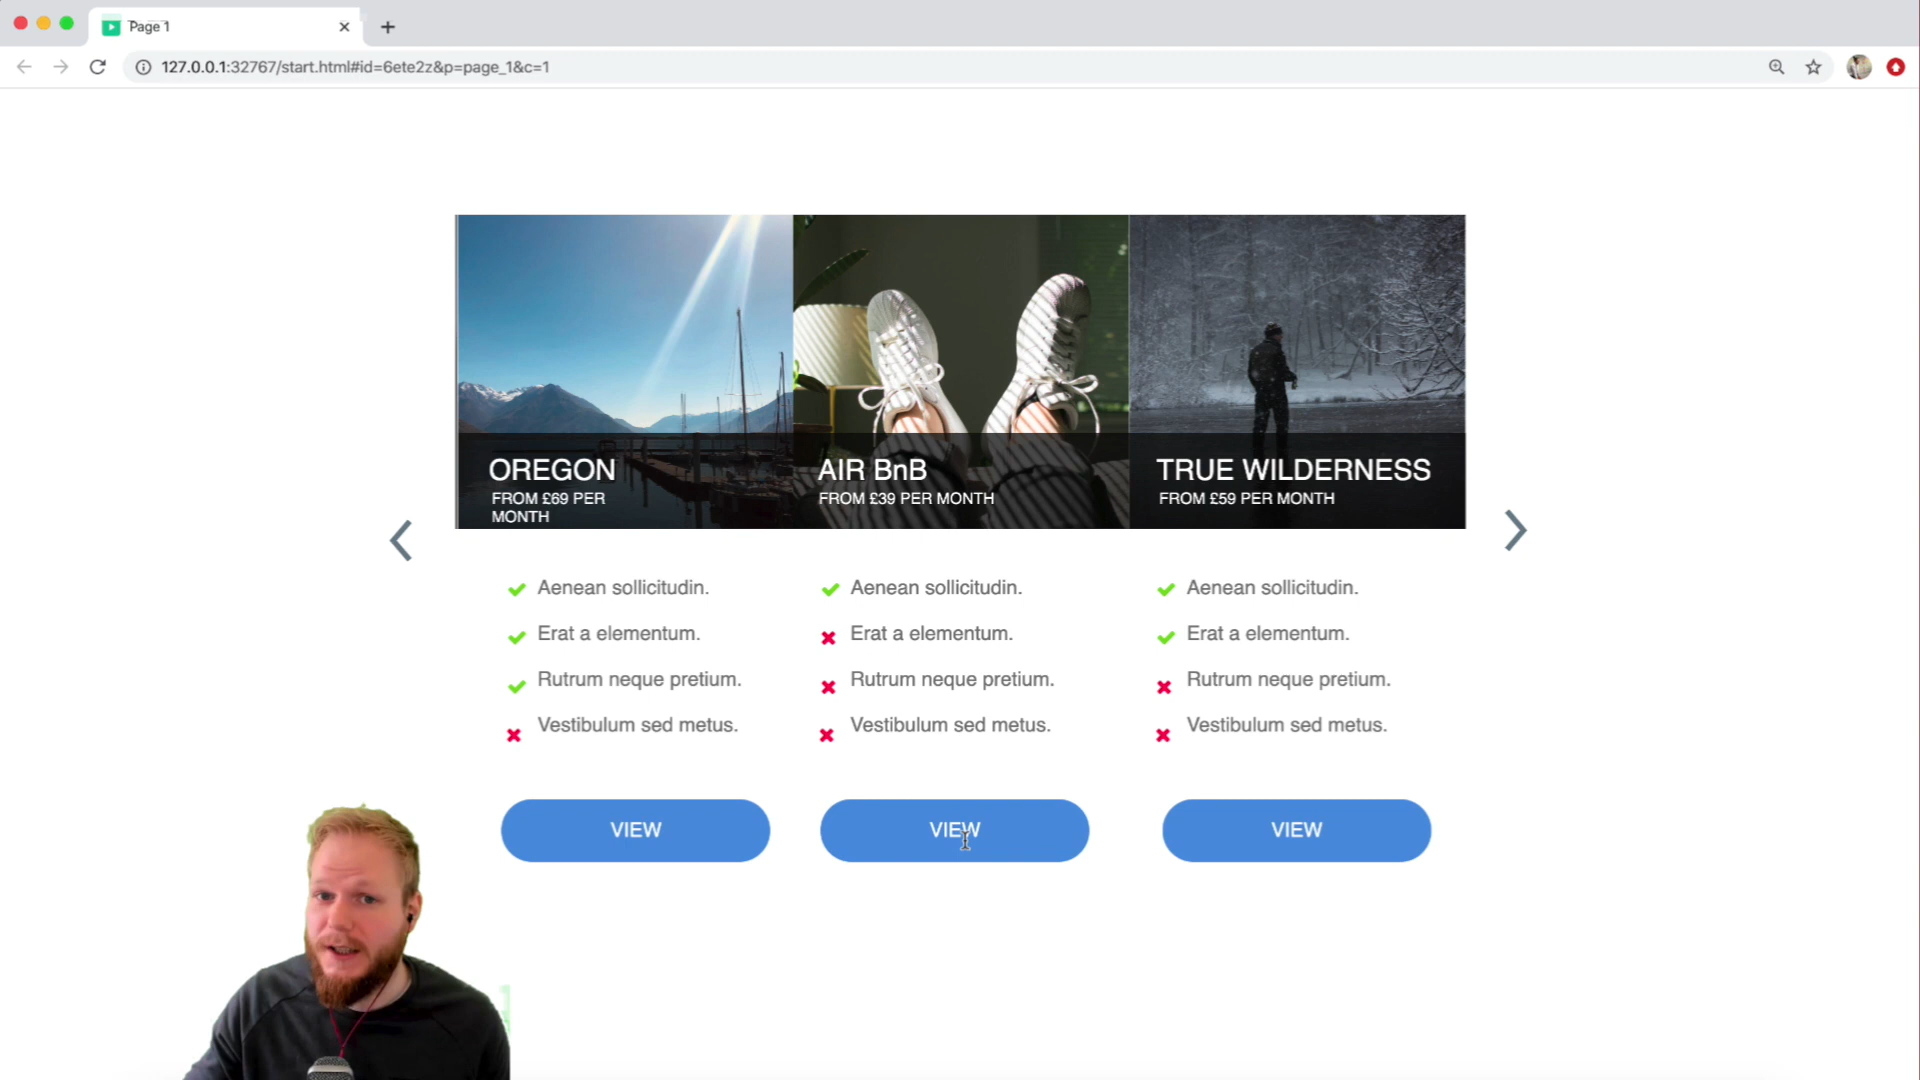 Page 1
127.0.0.1:32767/start.html#id=6ete2z&p=page_1&c=1
OREGON
FROM £69 PER
MONTH
AIR BnB
FROM £39 PER MONTH
TRUE WILDERNESS
FROM £59 PER MONTH
Aenean sollicitudin.
Erat a elementum.
Rutrum neque pretium.
Vestibulum sed metus.
VIEW
Aenean sollicitudin.
Erat a elementum.
Rutrum neque pretium.
Vestibulum sed metus.
VIEW
Aenean sollicitudin.
Erat a elementum.
Rutrum neque pretium.
Vestibulum sed metus.
VIEW